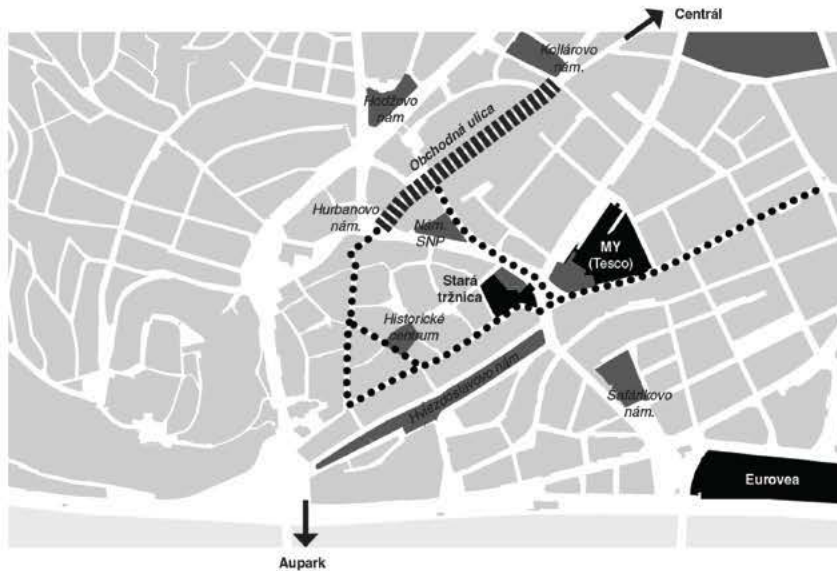 Centrál
Kollárovo
nám.
Hodžovo
nám
Obchodná ulica
Hurbanovo
nám.
Nám.
SNP
MY
(Tesco)
Stará
tržnica
Historické
centrum
Hviezdoslavovo nám.
Šafárikovo
nám.
Eurovea
Aupark